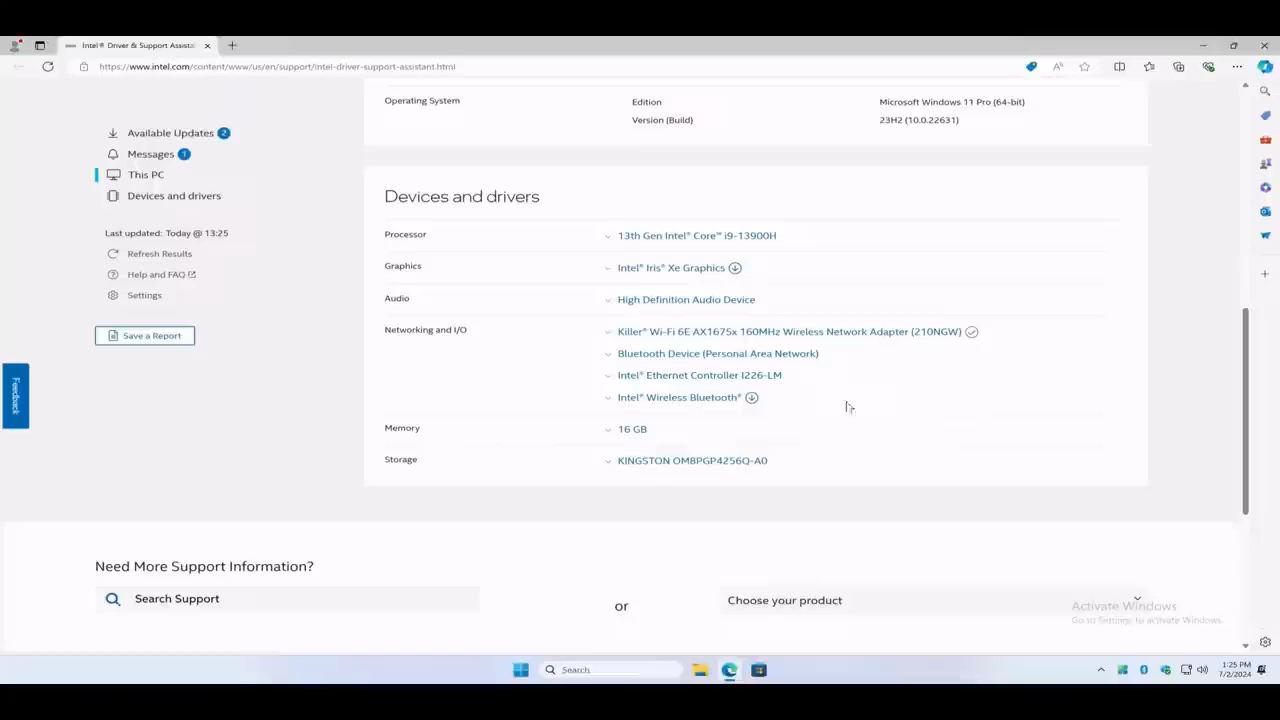 Intel® Driver & Support Assista
https://www.intel.com/content/www/us/en/support/intel-driver-support-assistant.html
Operating System
Edition
Microsoft Windows 11 Pro (64-bit)
Version (Build)
23H2 (10.0.22631)
Available Updates 2
Messages 1
This PC
Devices and drivers
Last updated: Today @ 13:25
Refresh Results
Help and FAQ
Settings
Save a Report
Feedback
Devices and drivers
Processor
13th Gen Intel® Core™ i9-13900H
Graphics
Intel® Iris® Xe Graphics
Audio
High Definition Audio Device
Networking and I/O
Killer® Wi-Fi 6E AX1675x 160MHz Wireless Network Adapter (210NGW)
Bluetooth Device (Personal Area Network)
Intel® Ethernet Controller I226-LM
Intel® Wireless Bluetooth®
Memory
16 GB
Storage
KINGSTON OM8PGP4256Q-A0
Need More Support Information?
Search Support
or
Choose your product
Activate Windows
Go to Settings to activate Windows.
Search
1:25 PM
7/2/2024